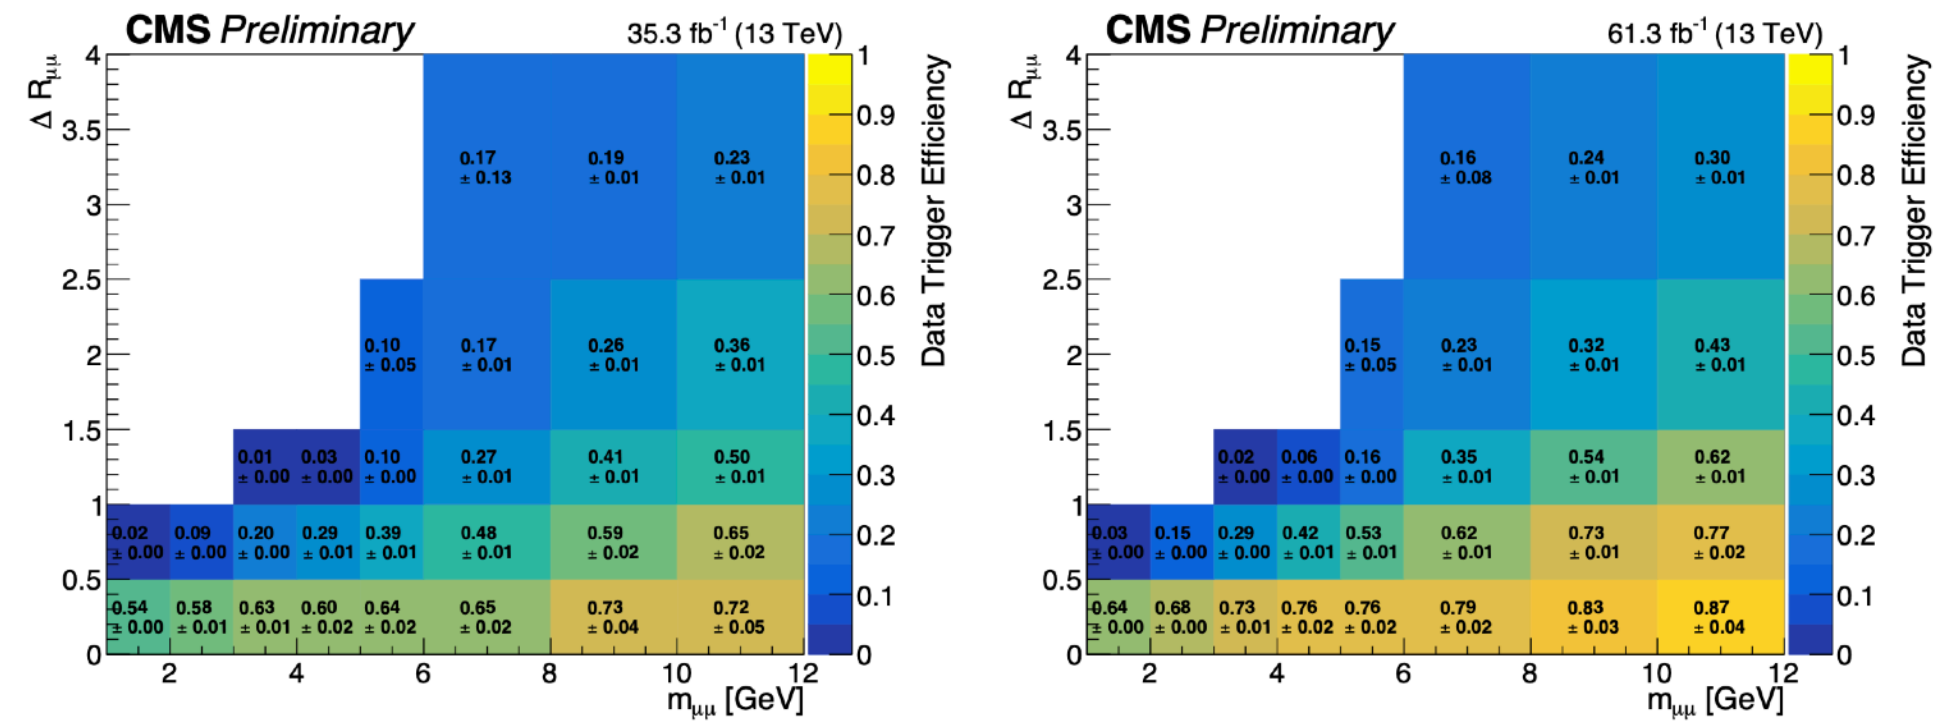 CMS Preliminary 35.3 fb⁻¹ (13 TeV)
Δ R_μμ
4
3.5
3
2.5
2
1.5
1
0.5
0
0.17 0.19 0.23
± 0.13 ± 0.01 ± 0.01
0.10 0.17 0.26 0.36
± 0.05 ± 0.01 ± 0.01 ± 0.01
0.01 0.03 0.10 0.27 0.41 0.50
± 0.00 ± 0.00 ± 0.00 ± 0.01 ± 0.01 ± 0.01
0.02 0.09 0.20 0.29 0.39 0.48 0.59 0.65
± 0.00 ± 0.00 ± 0.00 ± 0.01 ± 0.01 ± 0.01 ± 0.02 ± 0.02
0.54 0.58 0.63 0.60 0.64 0.65 0.73 0.72
± 0.00 ± 0.01 ± 0.01 ± 0.02 ± 0.02 ± 0.02 ± 0.04 ± 0.05
2 4 6 8 10 12
m_μμ [GeV]
1
0.9
0.8
0.7
0.6
0.5
0.4
0.3
0.2
0.1
0
Data Trigger Efficiency
CMS Preliminary 61.3 fb⁻¹ (13 TeV)
Δ R_μμ
4
3.5
3
2.5
2
1.5
1
0.5
0
0.16 0.24 0.30
± 0.08 ± 0.01 ± 0.01
0.15 0.23 0.32 0.43
± 0.05 ± 0.01 ± 0.01 ± 0.01
0.02 0.06 0.16 0.35 0.54 0.62
± 0.00 ± 0.00 ± 0.00 ± 0.01 ± 0.01 ± 0.01
0.03 0.15 0.29 0.42 0.53 0.62 0.73 0.77
± 0.00 ± 0.00 ± 0.00 ± 0.01 ± 0.01 ± 0.01 ± 0.01 ± 0.02
0.64 0.68 0.73 0.76 0.76 0.79 0.83 0.87
± 0.00 ± 0.00 ± 0.01 ± 0.02 ± 0.02 ± 0.02 ± 0.03 ± 0.04
2 4 6 8 10 12
m_μμ [GeV]
1
0.9
0.8
0.7
0.6
0.5
0.4
0.3
0.2
0.1
0
Data Trigger Efficiency